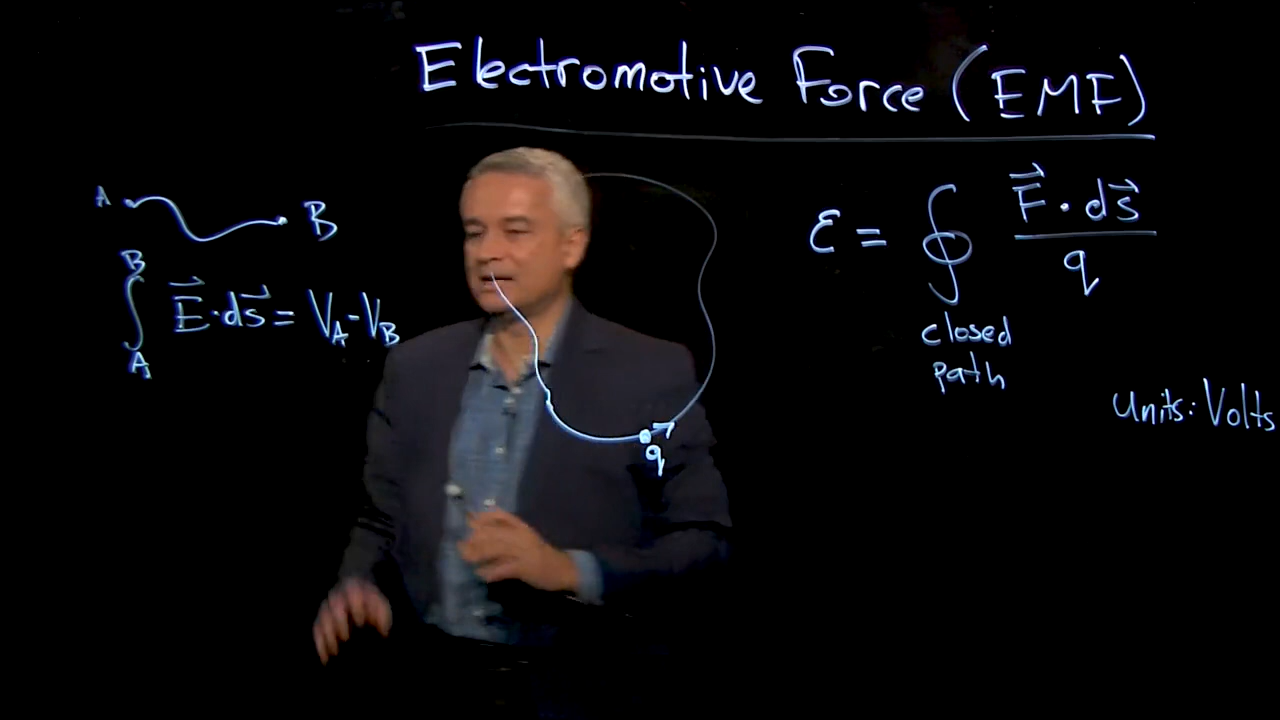 Electromotive Force (EMF)
A B
B
∫ E⃗·ds⃗ = V_A - V_B
A
ε = ∮ F⃗·ds⃗ / q
closed
path
Units: Volts
q